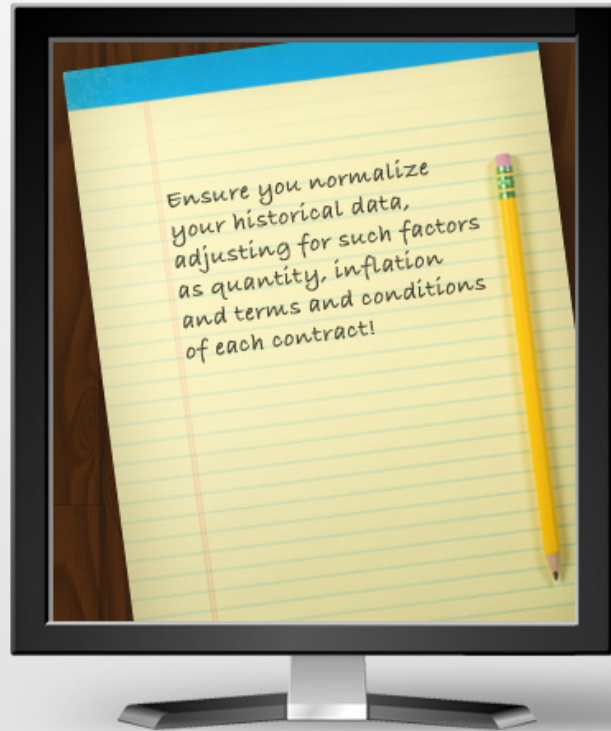 Ensure you normalize
your historical data,
adjusting for such factors
as quantity, inflation
and terms and conditions
of each contract!